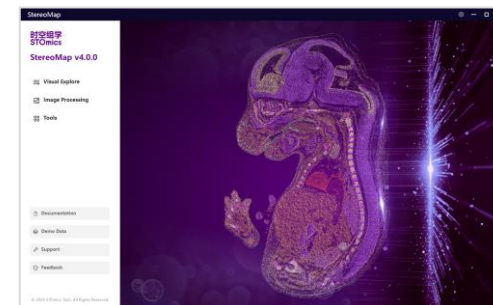 StereoMap
时空组学
STOmics
StereoMap v4.0.0
Visual Explore
Image Processing
Tools
Documentation
Demo Data
Support
Feedback